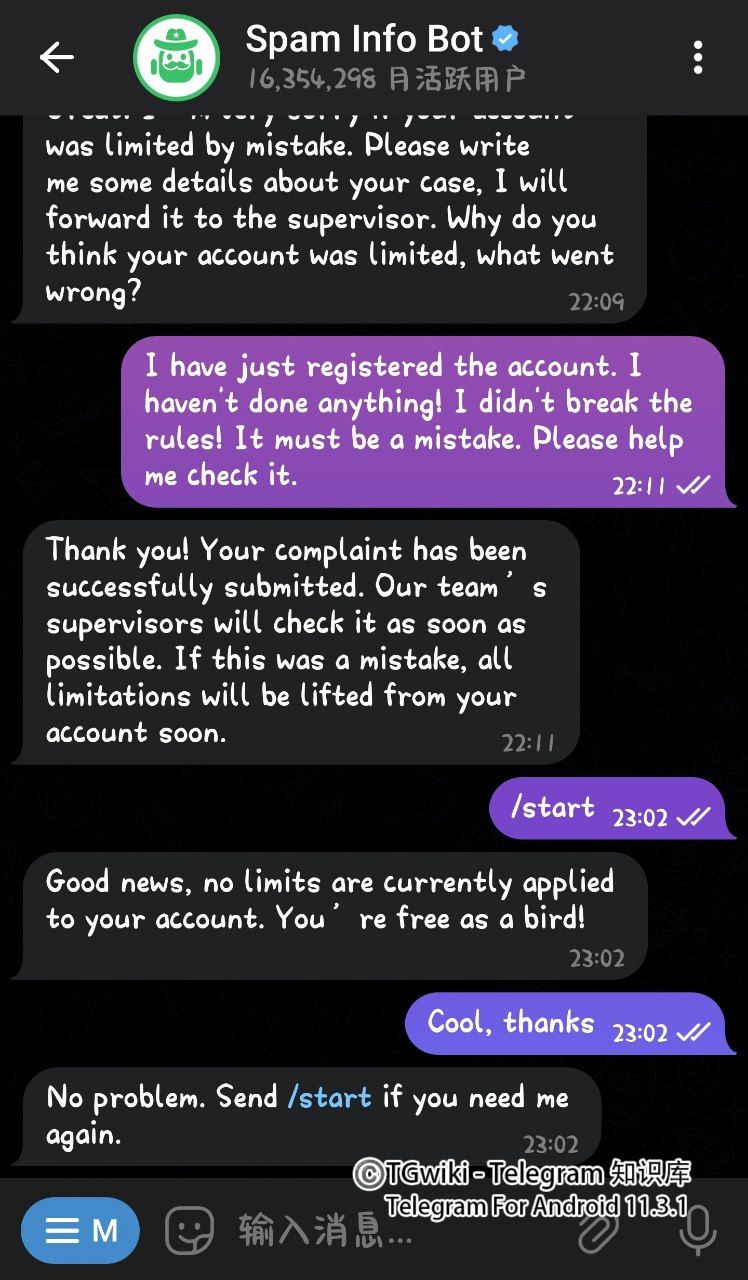 Spam Info Bot
16,354,298 月活跃用户
was limited by mistake. Please write
me some details about your case, I will
forward it to the supervisor. Why do you
think your account was limited, what went
wrong?
22:09
I have just registered the account. I
haven't done anything! I didn't break the
rules! It must be a mistake. Please help
me check it.
22:11
Thank you! Your complaint has been
successfully submitted. Our team’s
supervisors will check it as soon as
possible. If this was a mistake, all
limitations will be lifted from your
account soon.
22:11
/start 23:02
Good news, no limits are currently applied
to your account. You’re free as a bird!
23:02
Cool, thanks 23:02
No problem. Send /start if you need me
again.
23:02
©TGwiki - Telegram 知识库
Telegram For Android 11.3.1
M
输入消息...